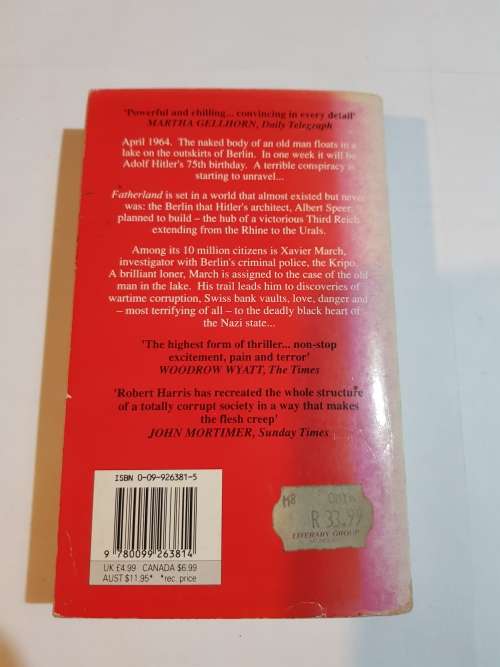 'Powerful and chilling... convincing in every detail'
MARTHA GELLHORN, Daily Telegraph
April 1964. The naked body of an old man floats in a
lake on the outskirts of Berlin. In one week it will be
Adolf Hitler's 75th birthday. A terrible conspiracy is
starting to unravel...
Fatherland is set in a world that almost existed but never
was: the Berlin that Hitler's architect, Albert Speer,
planned to build – the hub of a victorious Third Reich
extending from the Rhine to the Urals.
Among its 10 million citizens is Xavier March,
investigator with Berlin's criminal police, the Kripo.
A brilliant loner, March is assigned to the case of the old
man in the lake. His trail leads him to discoveries of
wartime corruption, Swiss bank vaults, love, danger and
– most terrifying of all – to the deadly black heart of
the Nazi state...
'The highest form of thriller... non-stop
excitement, pain and terror'
WOODROW WYATT, The Times
'Robert Harris has recreated the whole structure
of a totally corrupt society in a way that makes
the flesh creep'
JOHN MORTIMER, Sunday Times
ISBN 0-09-926381-5
9 780099 263814
UK £4.99 CANADA $6.99
AUST $11.95* *rec. price
M8
R 33.99
LITERARY GROUP